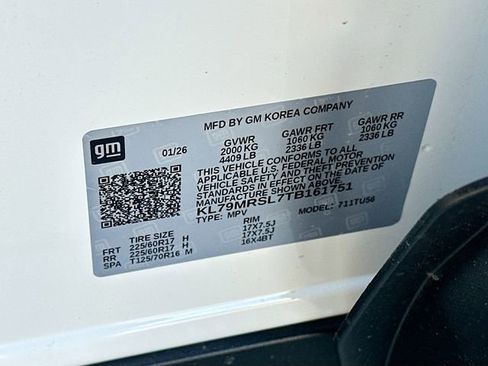 MFD BY GM KOREA COMPANY
gm
01/26
GVWR GAWR FRT GAWR RR
2000 KG 1060 KG 1060 KG
4409 LB 2336 LB 2336 LB
THIS VEHICLE CONFORMS TO ALL
APPLICABLE U.S. FEDERAL MOTOR
VEHICLE SAFETY AND THEFT PREVENTION
STANDARDS IN EFFECT ON THE DATE OF
MANUFACTURE SHOWN ABOVE.
KL79MRSL7TB161751
TYPE: MPV MODEL: 711TU56
TIRE SIZE RIM
FRT 225/60R17 H 17X7.5J
RR 225/60R17 H 17X7.5J
SPA T125/70R16 M 16X4BT